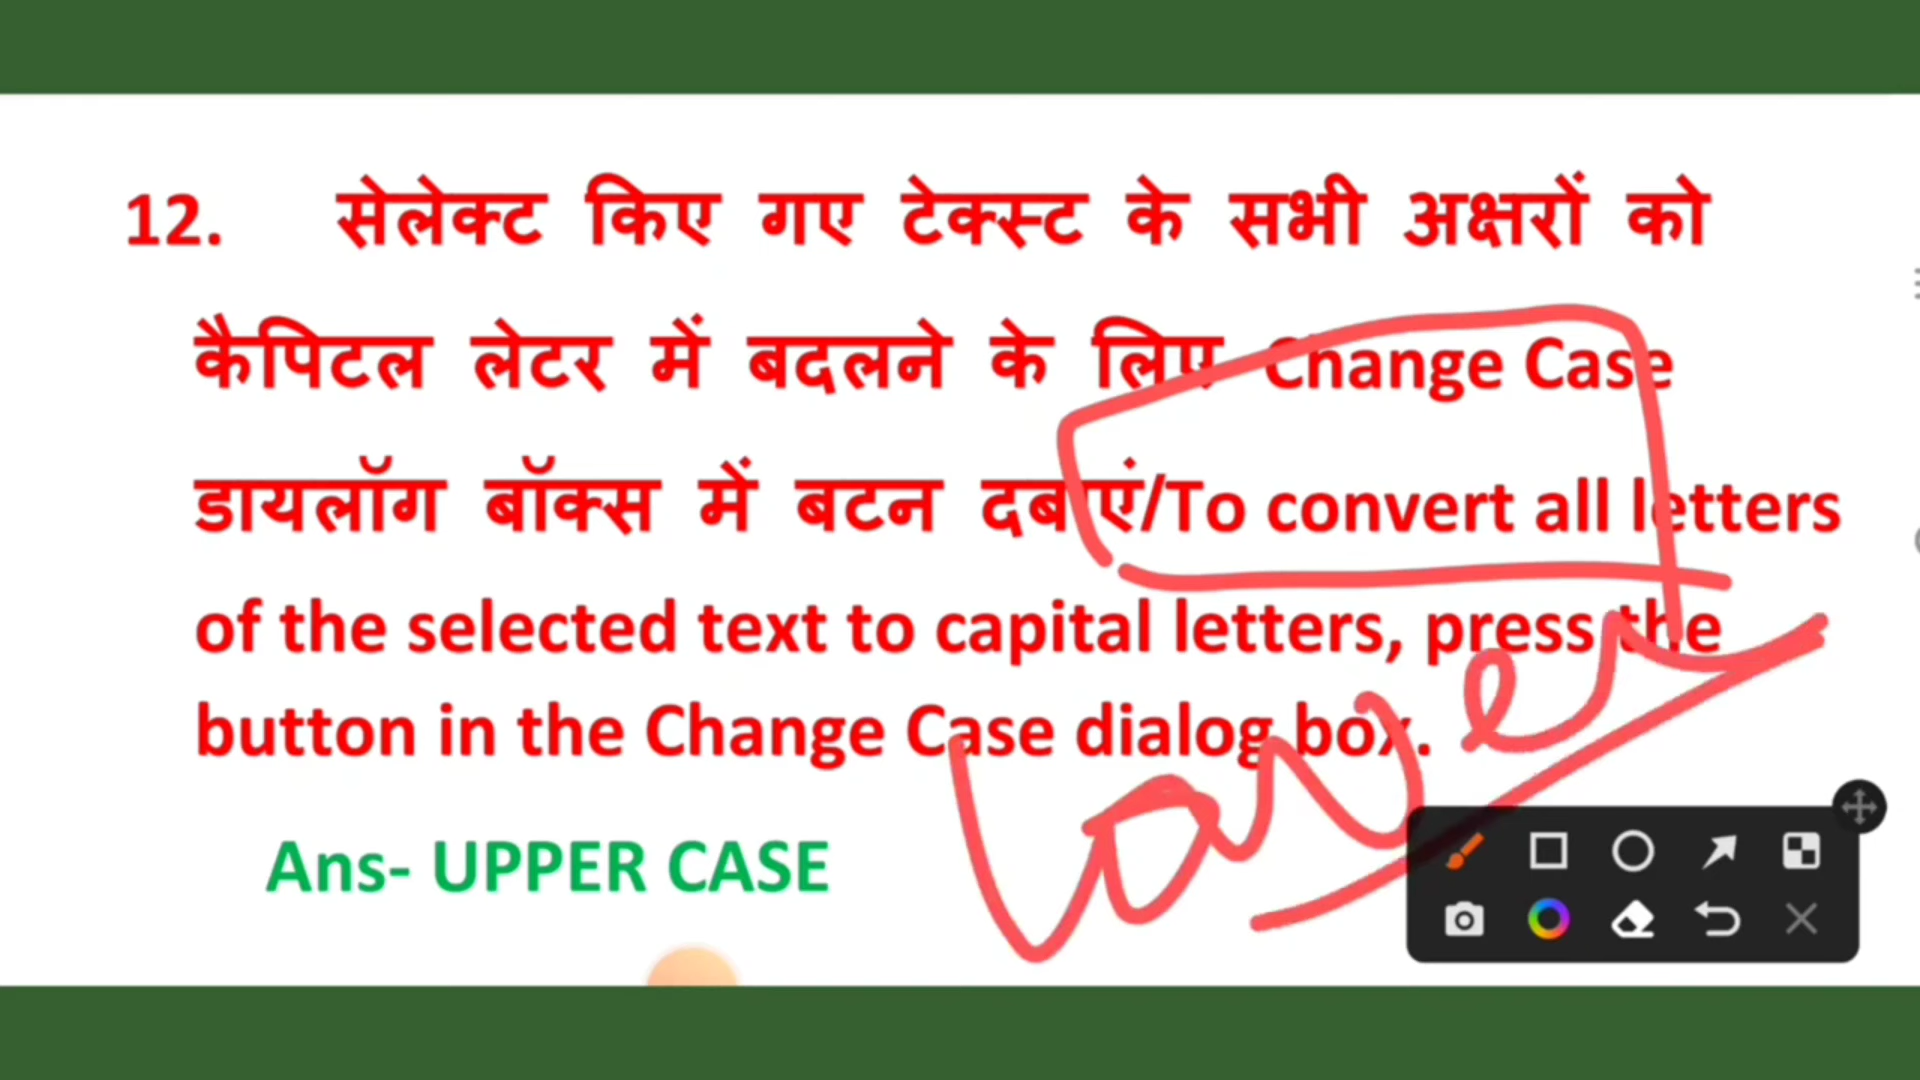 12. सेलेक्ट किए गए टेक्स्ट के सभी अक्षरों को
कैपिटल लेटर में बदलने के लिए Change Case
डायलॉग बॉक्स में बटन दबाएं/To convert all letters
of the selected text to capital letters, press the
button in the Change Case dialog box.
Ans- UPPER CASE